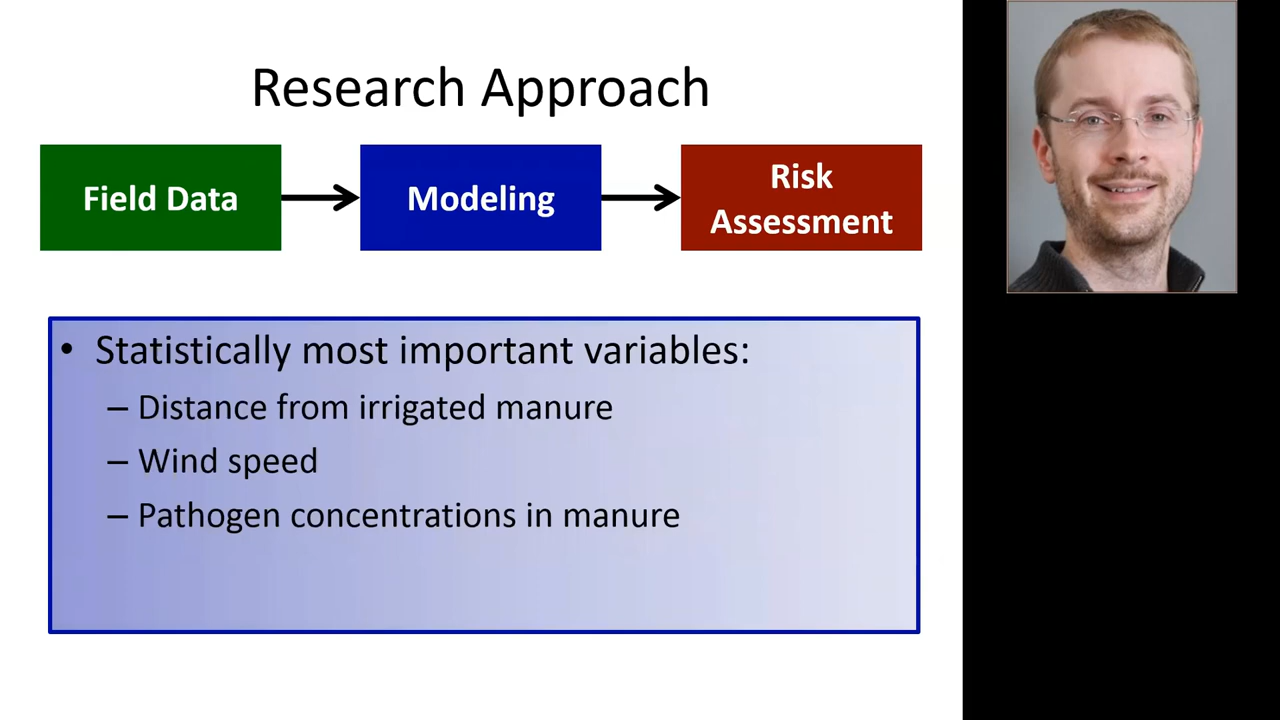 Research Approach
Field Data
Modeling
Risk
Assessment
• Statistically most important variables:
– Distance from irrigated manure
– Wind speed
– Pathogen concentrations in manure